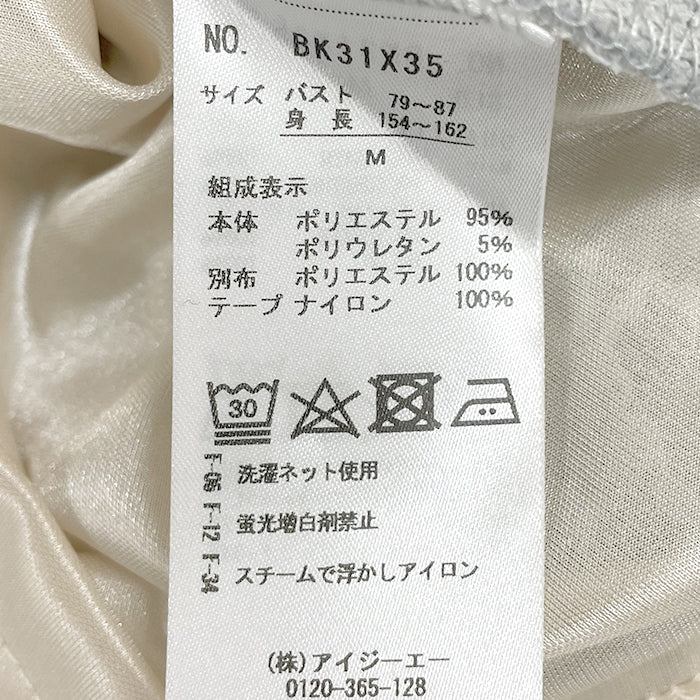 NO. BK31X35
サイズ バスト 79～87
身長 154～162
M
組成表示
本体 ポリエステル 95%
ポリウレタン 5%
別布 ポリエステル 100%
テープ ナイロン 100%
30
F-06 洗濯ネット使用
F-12 蛍光増白剤禁止
F-34 スチームで浮かしアイロン
(株)アイジーエー
0120-365-128